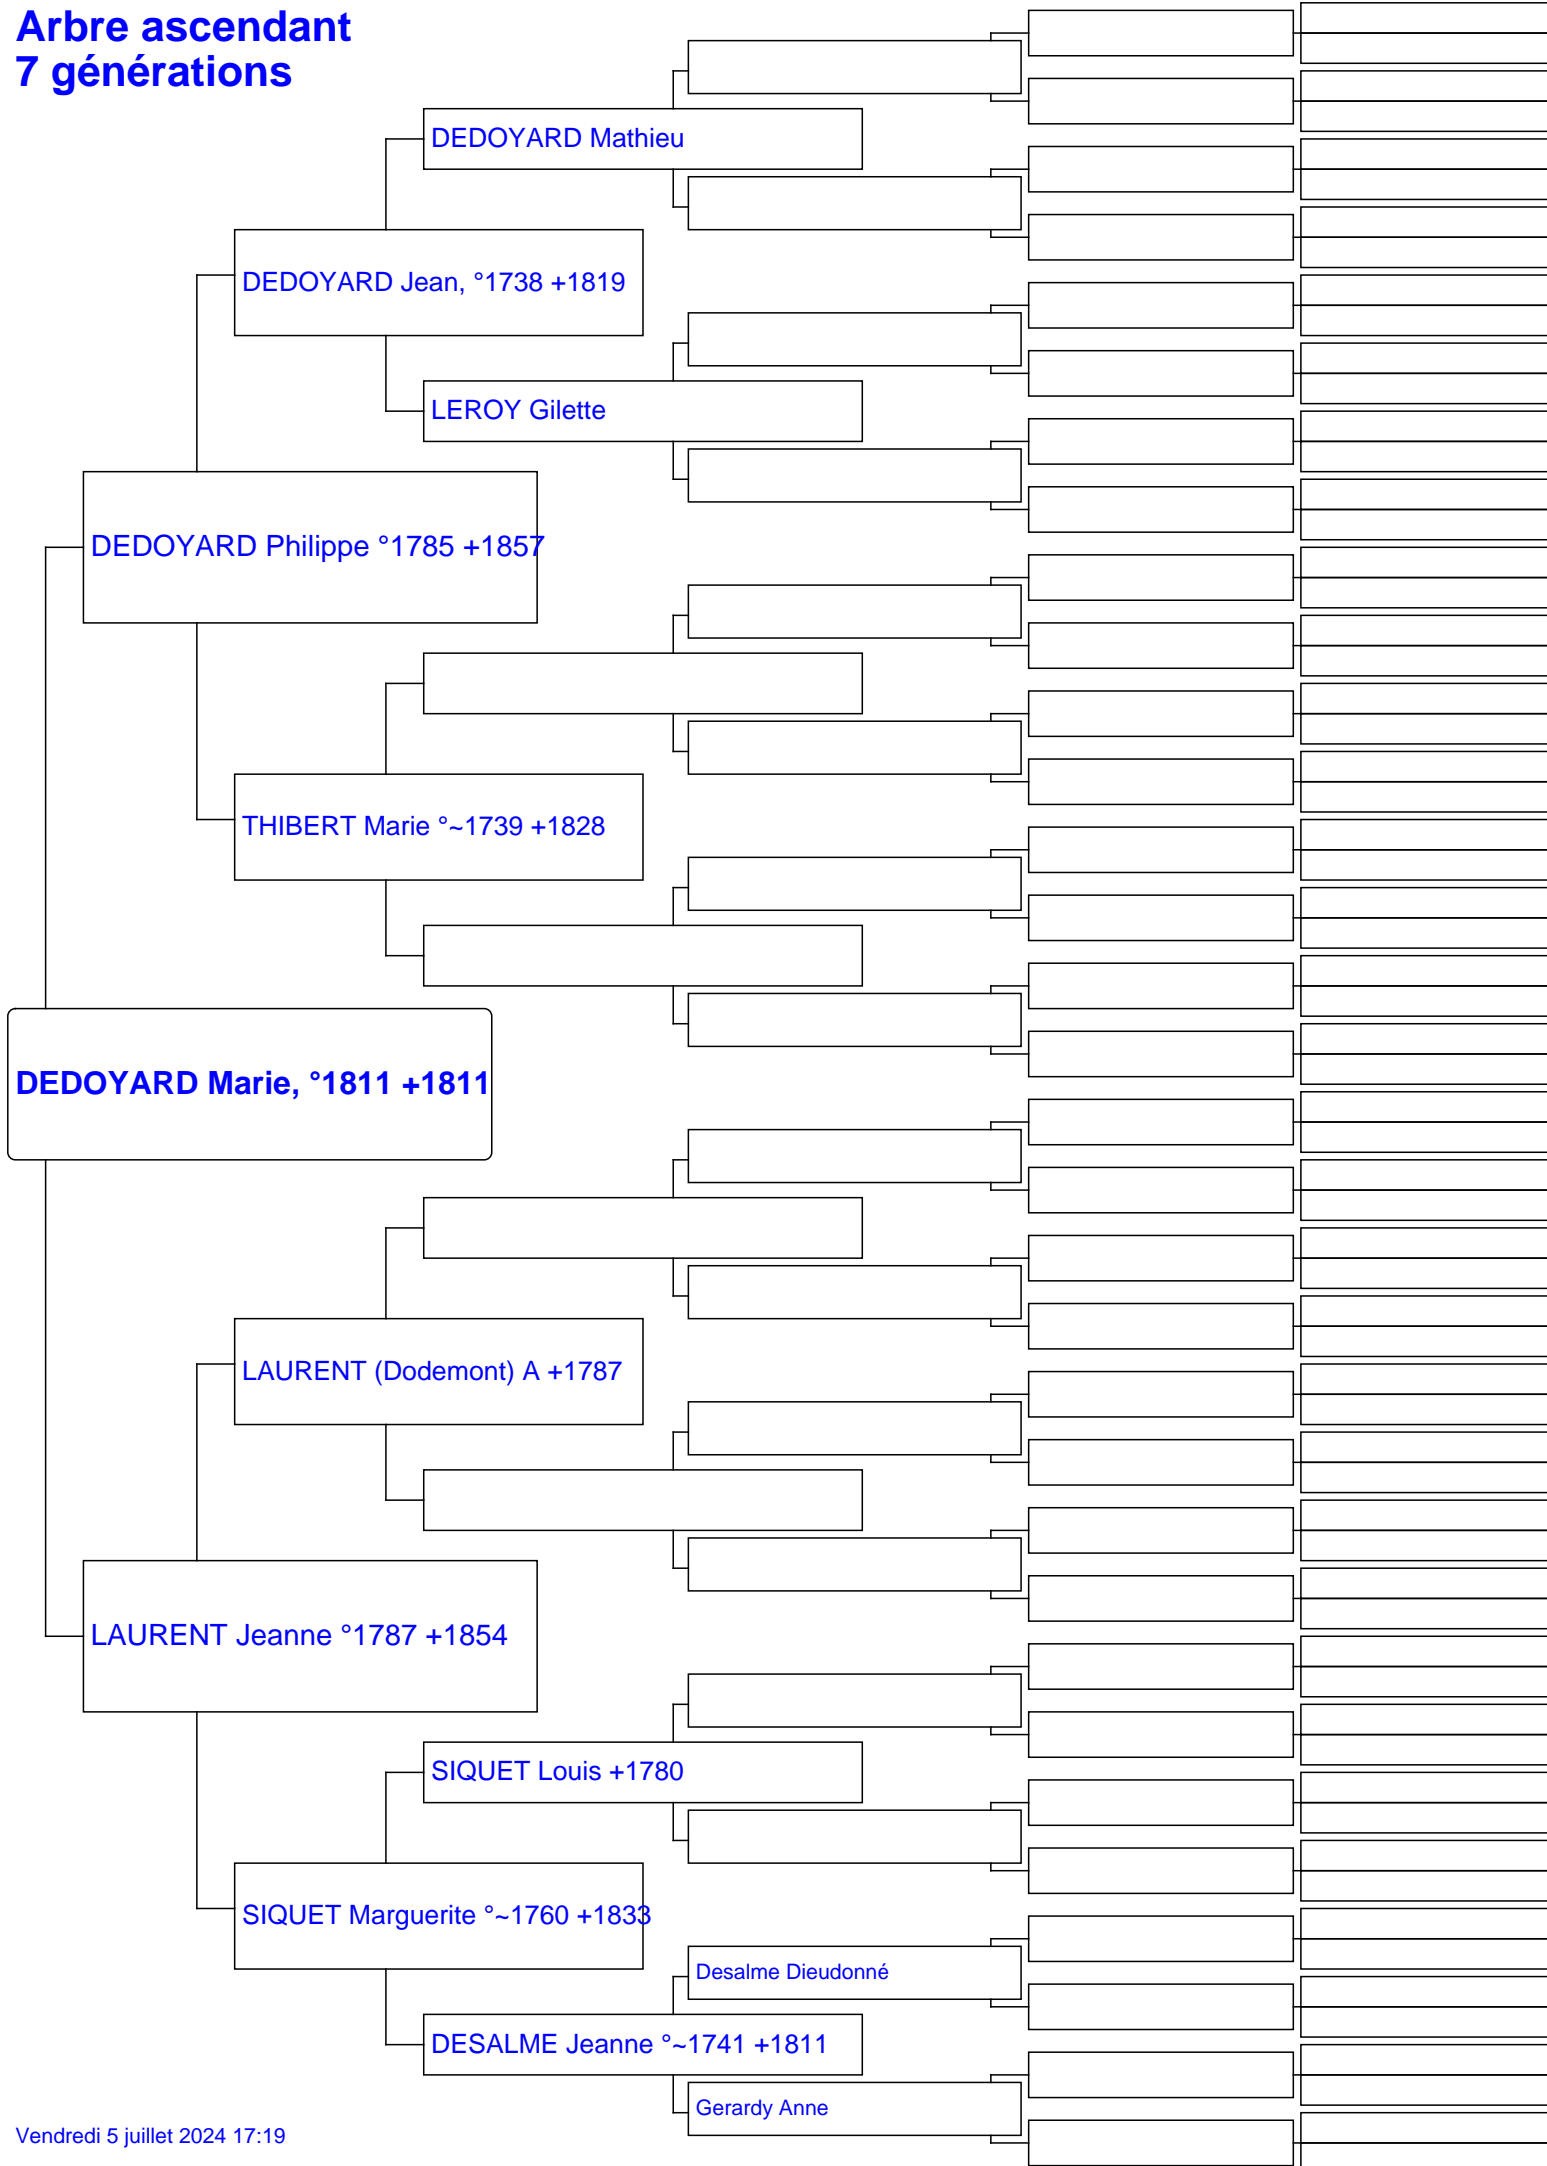 Arbre ascendant
7 générations
DEDOYARD Mathieu
DEDOYARD Jean, °1738 +1819
LEROY Gilette
DEDOYARD Philippe °1785 +1857
THIBERT Marie °~1739 +1828
DEDOYARD Marie, °1811 +1811
LAURENT (Dodemont) A +1787
LAURENT Jeanne °1787 +1854
SIQUET Louis +1780
SIQUET Marguerite °~1760 +1833
Desalme Dieudonné
DESALME Jeanne °~1741 +1811
Gerardy Anne
Vendredi 5 juillet 2024 17:19